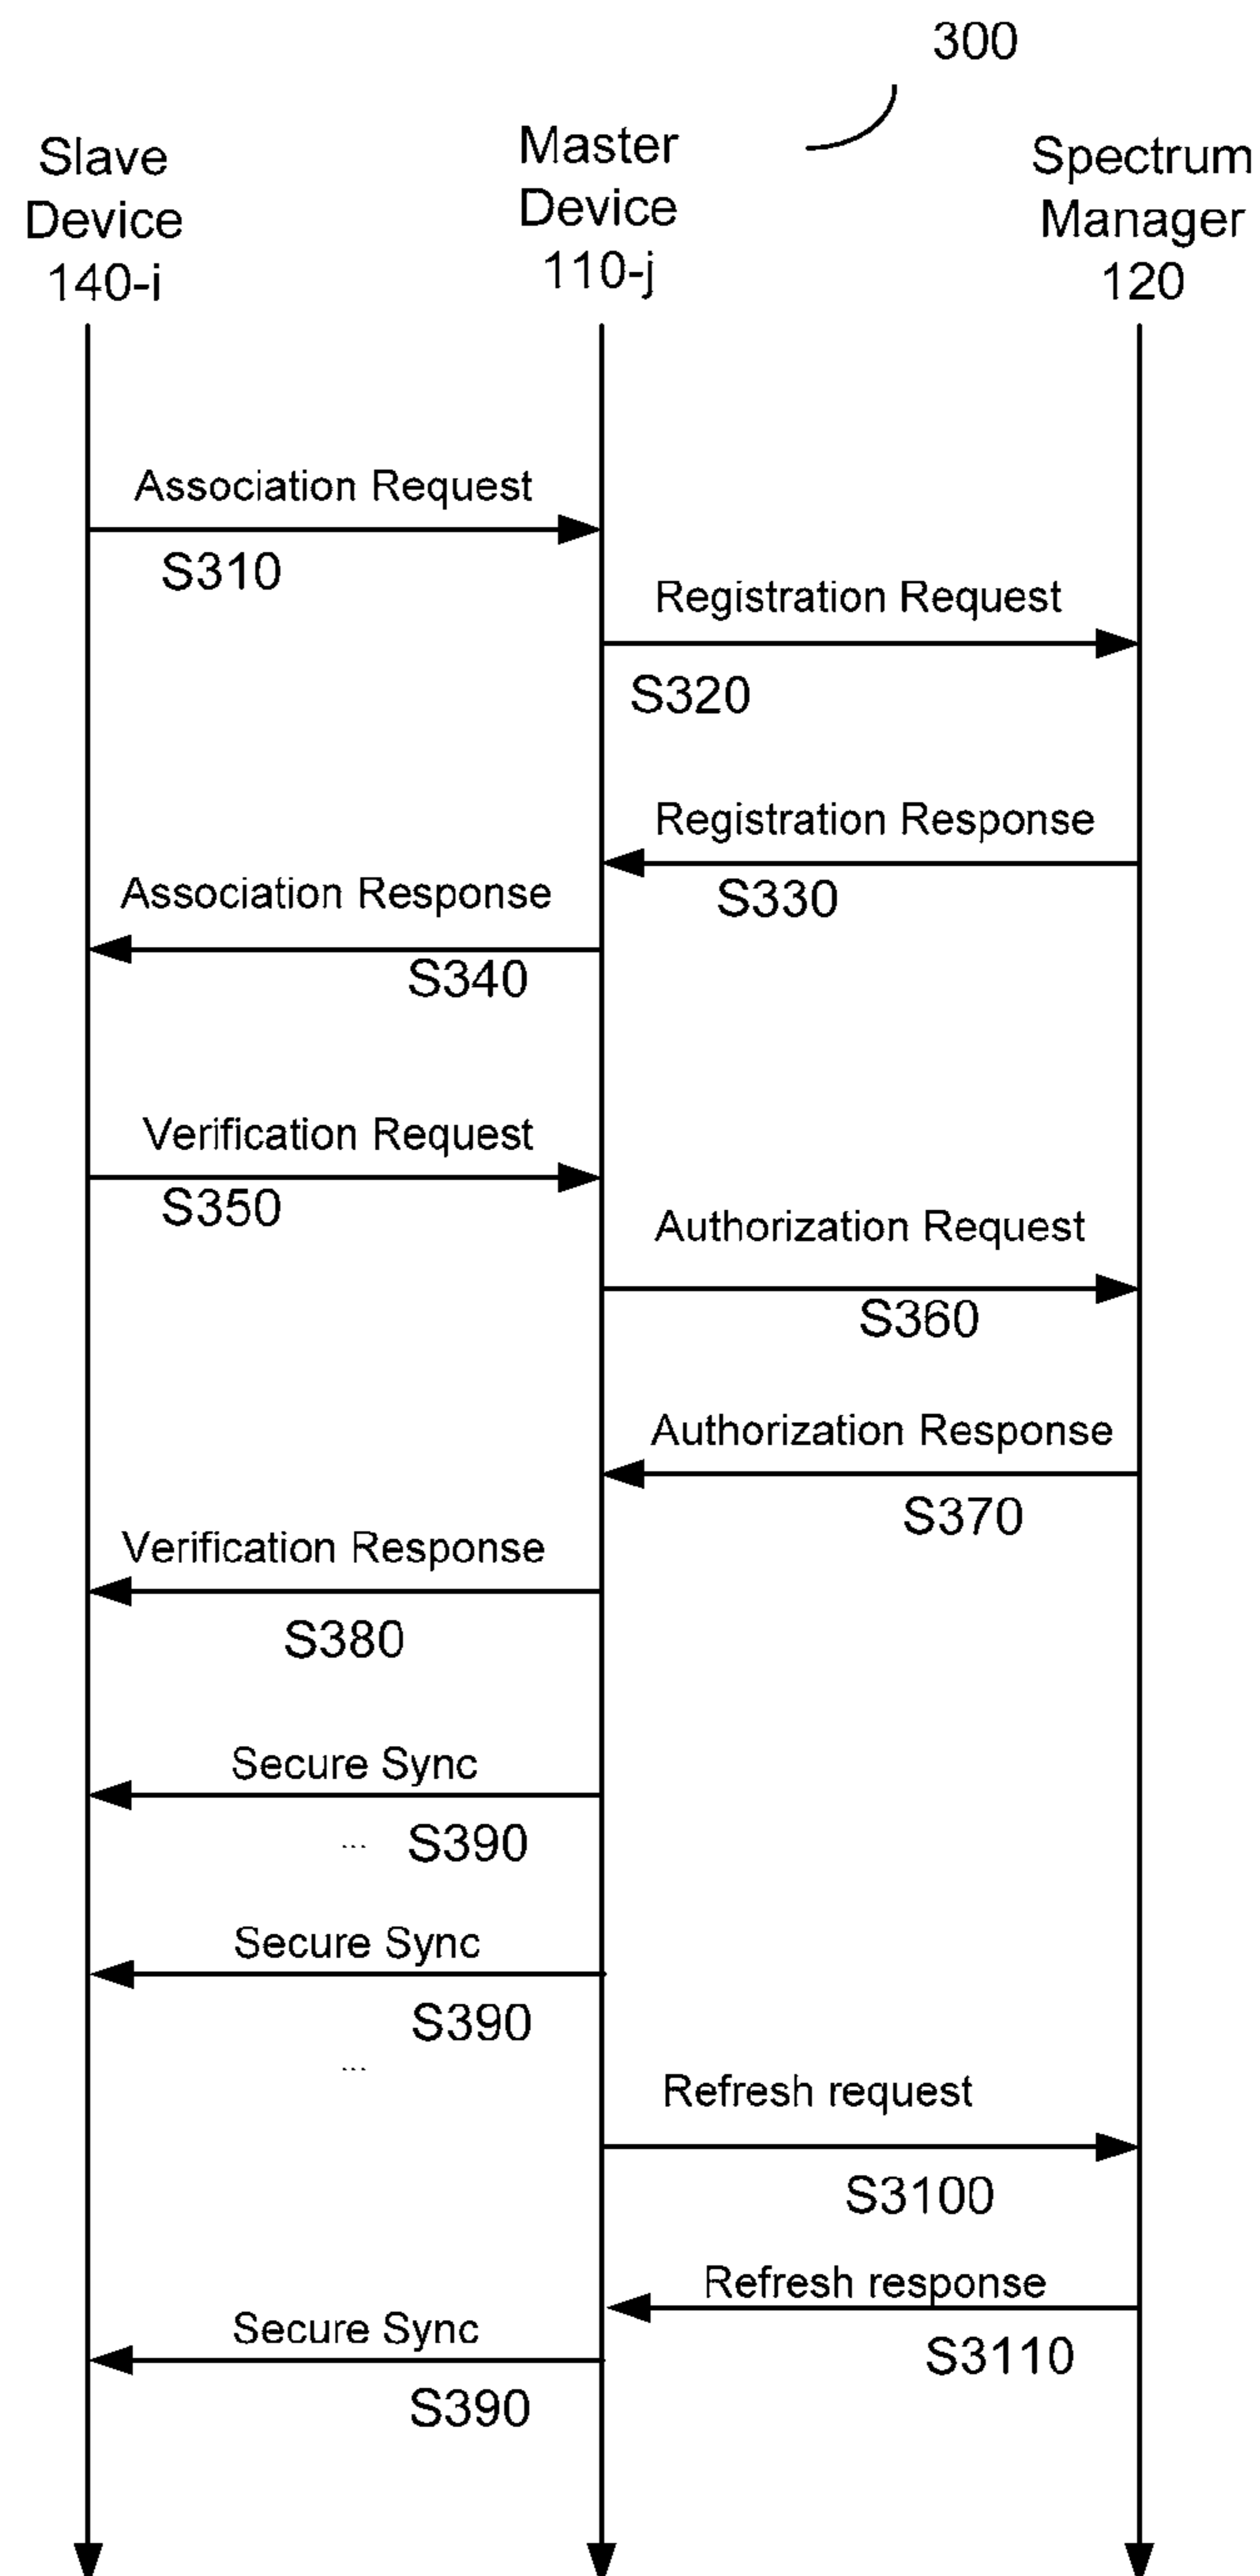 300
Slave
Device
140-i
Master
Device
110-j
Spectrum
Manager
120
Association Request
S310
Registration Request
S320
Registration Response
S330
Association Response
S340
Verification Request
S350
Authorization Request
S360
Authorization Response
S370
Verification Response
S380
Secure Sync
... S390
Secure Sync
S390
...
Refresh request
S3100
Refresh response
S3110
Secure Sync
S390